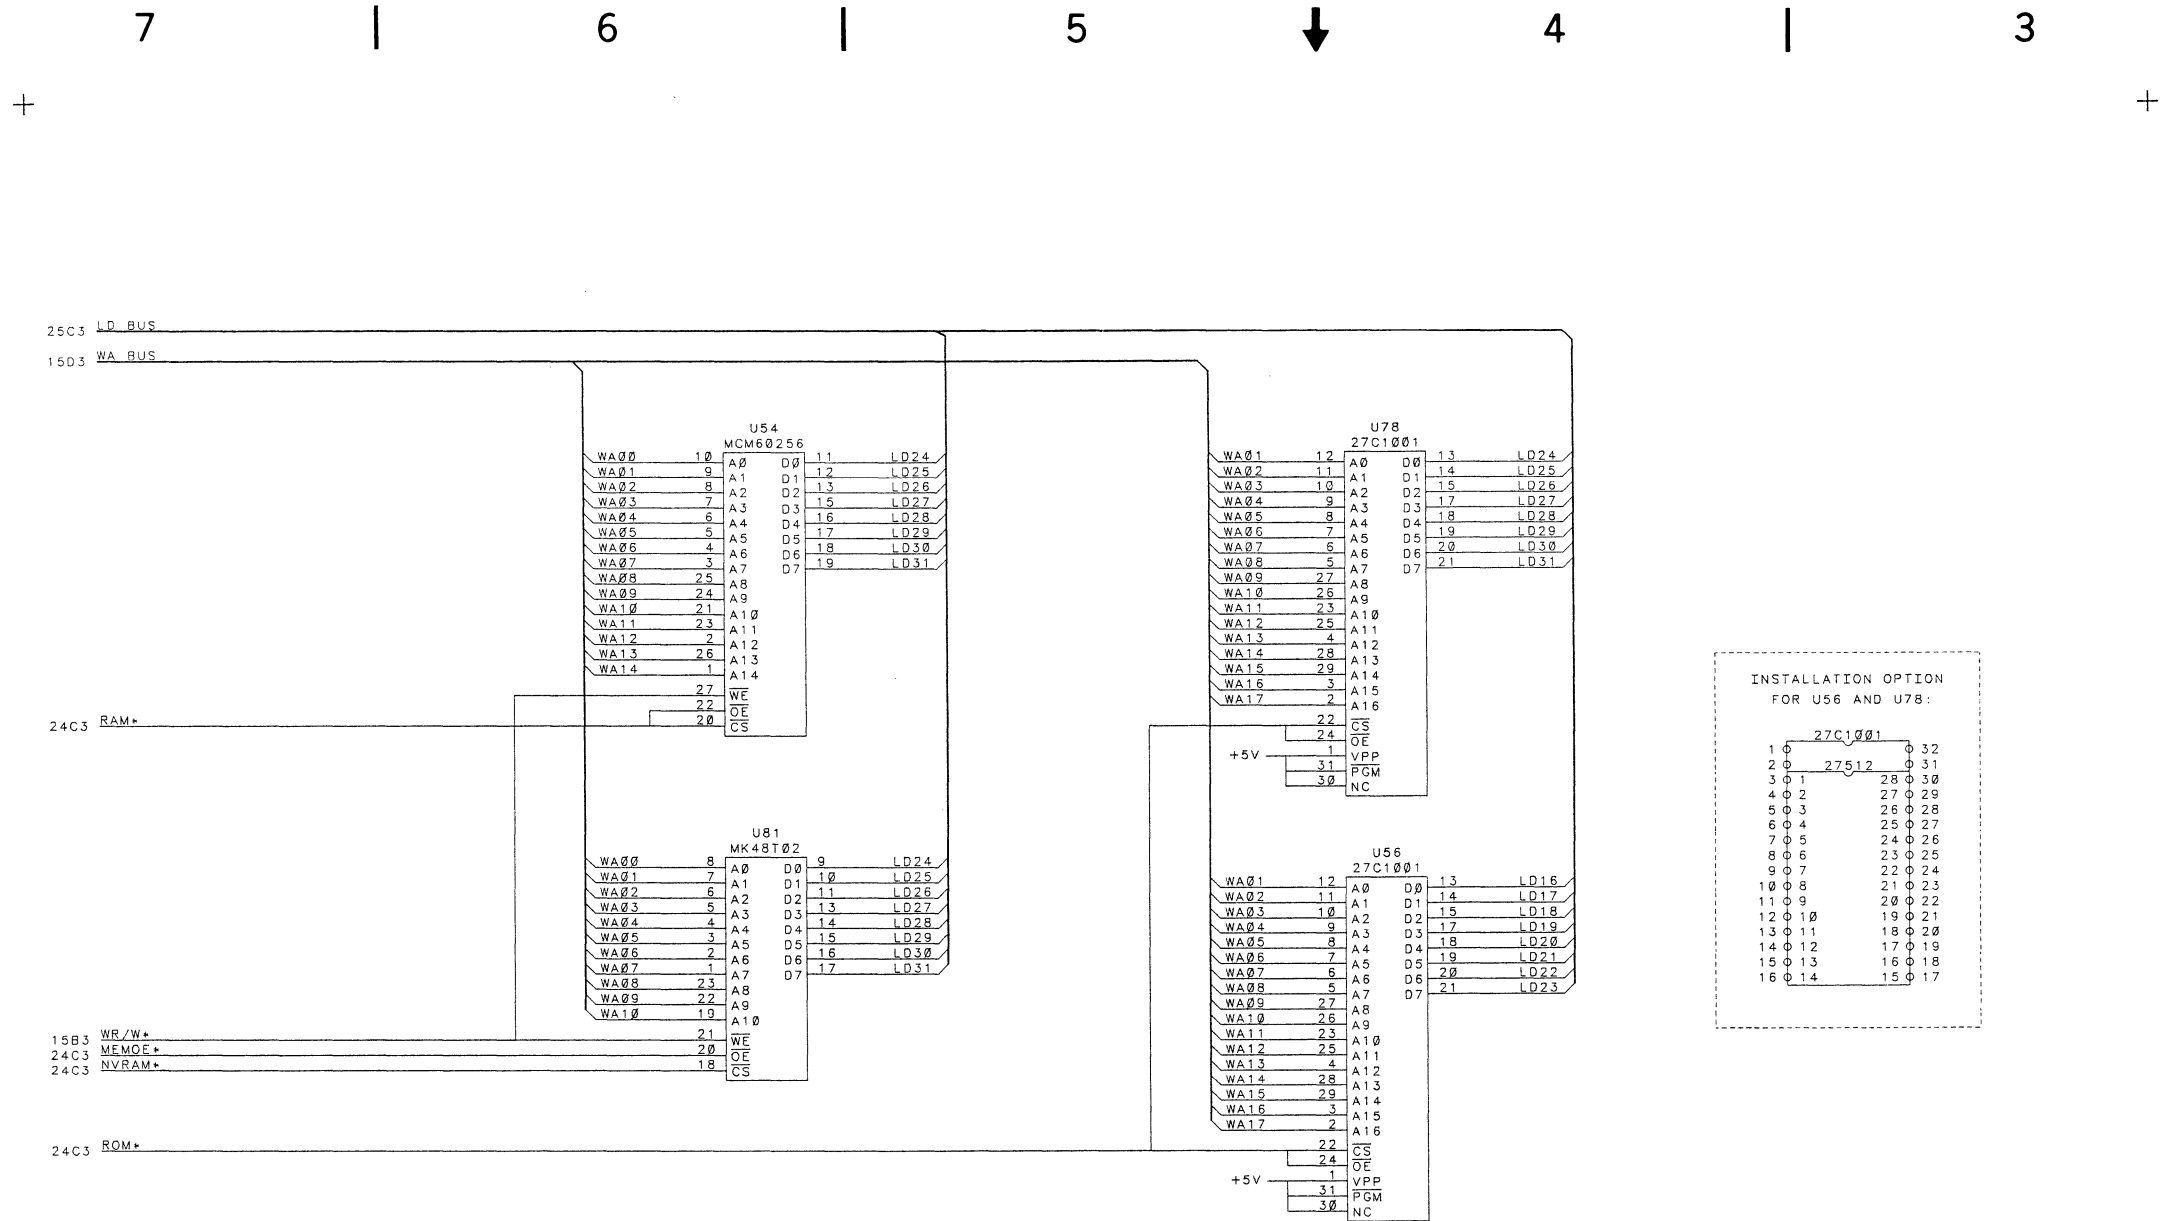 7 | 6 | 5 4 | 3
25C3 LD BUS
15D3 WA BUS
U54
MCM60256
WAØØ 10 AØ DØ 11 LD24
WAØ1 9 A1 D1 12 LD25
WAØ2 8 A2 D2 13 LD26
WAØ3 7 A3 D3 15 LD27
WAØ4 6 A4 D4 16 LD28
WAØ5 5 A5 D5 17 LD29
WAØ6 4 A6 D6 18 LD3Ø
WAØ7 3 A7 D7 19 LD31
WAØ8 25 A8
WAØ9 24 A9
WA1Ø 21 A1Ø
WA11 23 A11
WA12 2 A12
WA13 26 A13
WA14 1 A14
27 WE
22 OE
24C3 RAM* 2Ø CS
U81
MK48TØ2
WAØØ 8 AØ DØ 9 LD24
WAØ1 7 A1 D1 1Ø LD25
WAØ2 6 A2 D2 11 LD26
WAØ3 5 A3 D3 13 LD27
WAØ4 4 A4 D4 14 LD28
WAØ5 3 A5 D5 15 LD29
WAØ6 2 A6 D6 16 LD3Ø
WAØ7 1 A7 D7 17 LD31
WAØ8 23 A8
WAØ9 22 A9
WA1Ø 19 A1Ø
15B3 WR/W* 21 WE
24C3 MEMOE* 2Ø OE
24C3 NVRAM* 18 CS
24C3 ROM*
U78
27C1ØØ1
WAØ1 12 AØ DØ 13 LD24
WAØ2 11 A1 D1 14 LD25
WAØ3 1Ø A2 D2 15 LD26
WAØ4 9 A3 D3 17 LD27
WAØ5 8 A4 D4 18 LD28
WAØ6 7 A5 D5 19 LD29
WAØ7 6 A6 D6 2Ø LD3Ø
WAØ8 5 A7 D7 21 LD31
WAØ9 27 A8
WA1Ø 26 A9
WA11 23 A1Ø
WA12 25 A11
WA13 4 A12
WA14 28 A13
WA15 29 A14
WA16 3 A15
WA17 2 A16
22 CS
24 OE
+5V 1 VPP
31 PGM
3Ø NC
U56
27C1ØØ1
WAØ1 12 AØ DØ 13 LD16
WAØ2 11 A1 D1 14 LD17
WAØ3 1Ø A2 D2 15 LD18
WAØ4 9 A3 D3 17 LD19
WAØ5 8 A4 D4 18 LD2Ø
WAØ6 7 A5 D5 19 LD21
WAØ7 6 A6 D6 2Ø LD22
WAØ8 5 A7 D7 21 LD23
WAØ9 27 A8
WA1Ø 26 A9
WA11 23 A1Ø
WA12 25 A11
WA13 4 A12
WA14 28 A13
WA15 29 A14
WA16 3 A15
WA17 2 A16
22 CS
24 OE
+5V 1 VPP
31 PGM
3Ø NC
INSTALLATION OPTION
FOR U56 AND U78:
27C1ØØ1
1 32
2 27512 31
3 1 28 3Ø
4 2 27 29
5 3 26 28
6 4 25 27
7 5 24 26
8 6 23 25
9 7 22 24
1Ø 8 21 23
11 9 2Ø 22
12 1Ø 19 21
13 11 18 2Ø
14 12 17 19
15 13 16 18
16 14 15 17